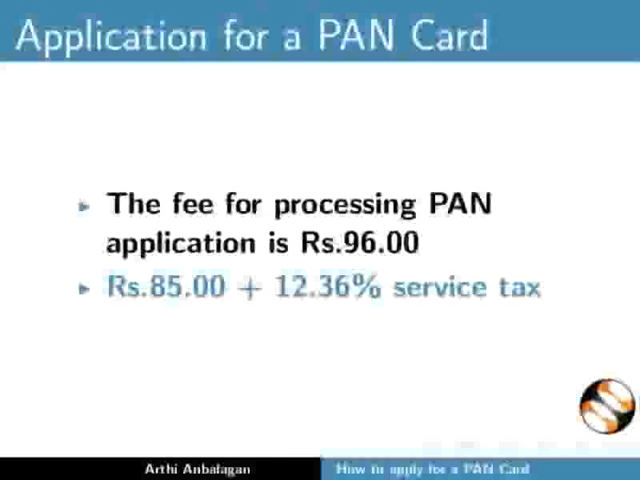 Application for a PAN Card
The fee for processing PAN
application is Rs.96.00
Rs.85.00 + 12.36% service tax
Arthi Anbalagan
How to apply for a PAN Card